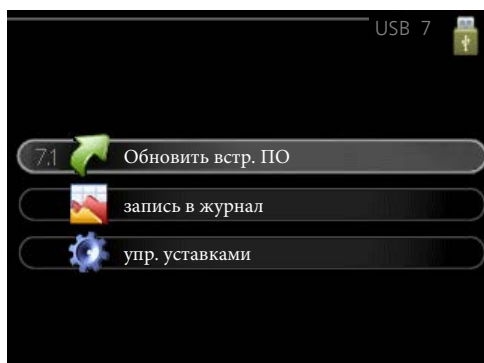 USB 7
7.1 Обновить встр. ПО
запись в журнал
упр. уставками